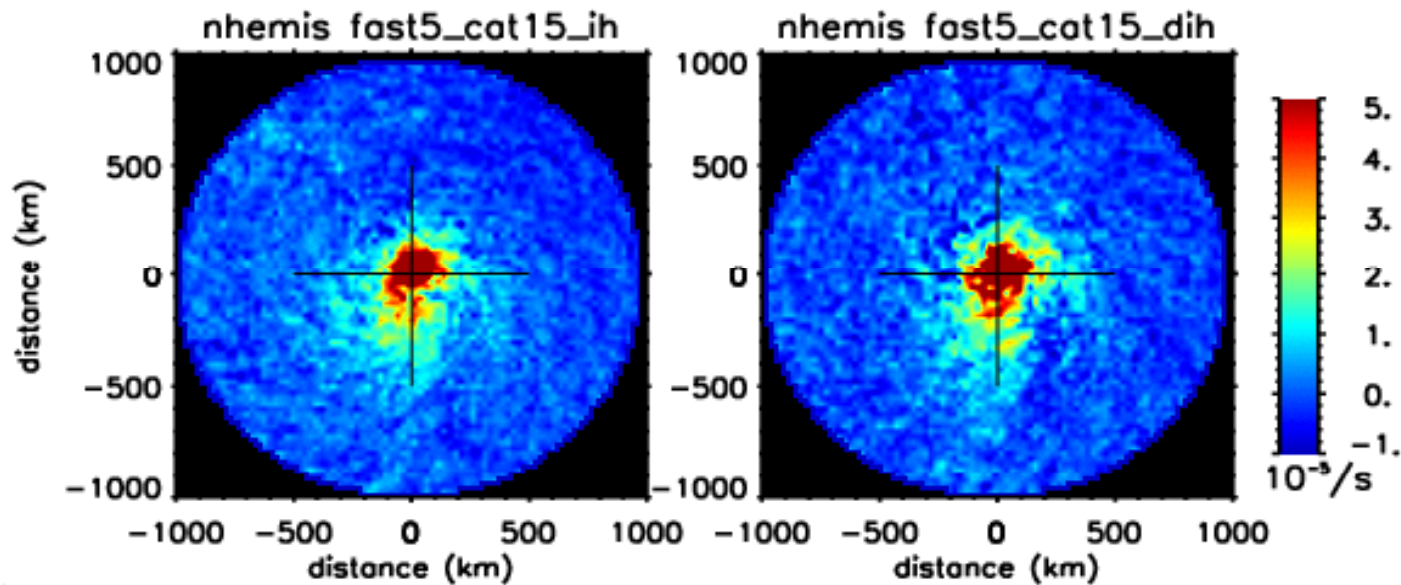 nhemis fast5_cat15_ih
nhemis fast5_cat15_dih
1000
500
0
−500
−1000
distance (km)
−1000 −500 0 500 1000
distance (km)
1000
500
0
−500
−1000
−1000 −500 0 500 1000
distance (km)
5.
4.
3.
2.
1.
0.
−1.
10⁻⁵/s